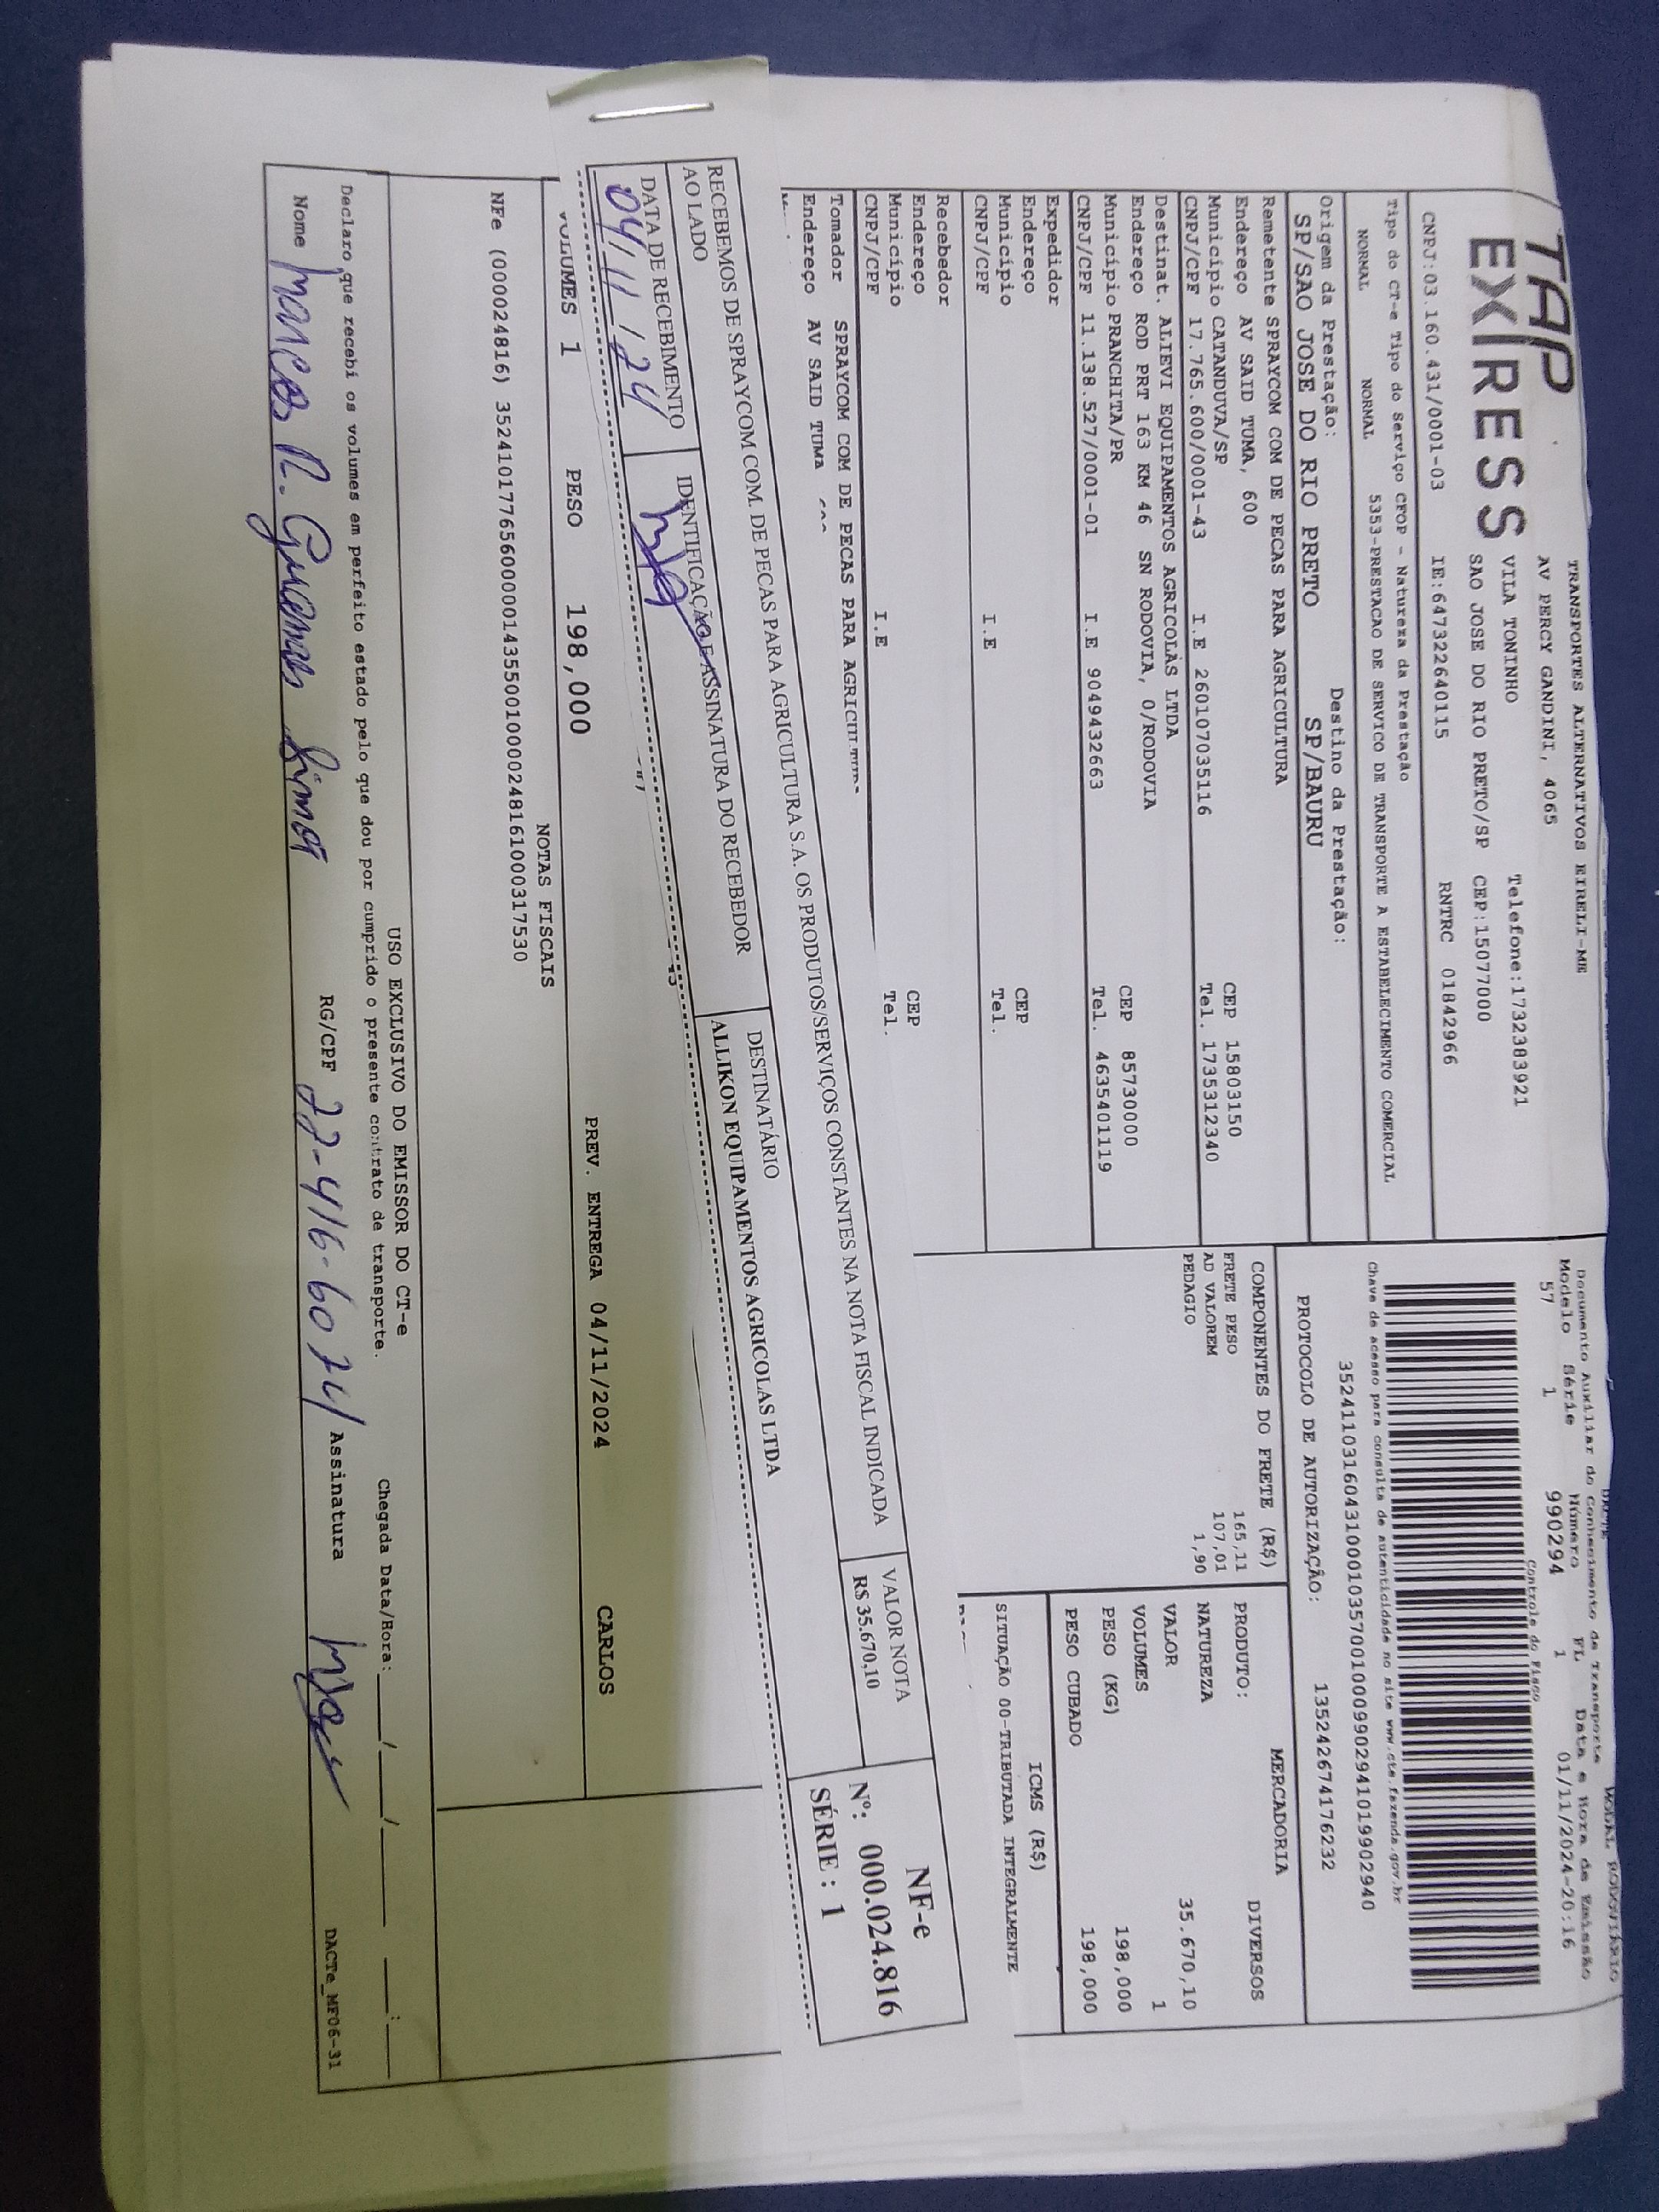 TAP
EXPRESS
TRANSPORTES ALTERNATIVOS EIRELI-ME
AV PERCY GANDINI, 4065
VILA TONINHO Telefone:1732383921
SAO JOSE DO RIO PRETO/SP CEP:15077000
CNPJ:03.160.431/0001-03 IE:647322640115 RNTRC 01842966
Tipo do CT-e Tipo do Serviço CFOP - Natureza da Prestação
NORMAL NORMAL 5353-PRESTACAO DE SERVICO DE TRANSPORTE A ESTABELECIMENTO COMERCIAL
Origem da Prestação: Destino da Prestação:
SP/SAO JOSE DO RIO PRETO SP/BAURU
MODAL RODOVIÁRIO
Documento Auxiliar do Conhecimento de Transporte
Modelo Série Número FL Data e Hora de Emissão
57 1 990294 1 01/11/2024-20:16
Controle do Fisco
Chave de acesso para consulta de autenticidade no site www.cte.fazenda.gov.br
35241103160431000103570010009902941019902940
PROTOCOLO DE AUTORIZAÇÃO: 135242674176232
Remetente SPRAYCOM COM DE PECAS PARA AGRICULTURA
Endereço AV SAID TUMA, 600 CEP 15803150
Município CATANDUVA/SP Tel. 1735312340
CNPJ/CPF 17.765.600/0001-43 I.E 260107035116
Destinat. ALIEVI EQUIPAMENTOS AGRICOLAS LTDA
Endereço ROD PRT 163 KM 46 SN RODOVIA, 0/RODOVIA
Município PRANCHITA/PR CEP 85730000
CNPJ/CPF 11.138.527/0001-01 I.E 9049432663 Tel. 4635401119
Expedidor
Endereço CEP
Município Tel.
CNPJ/CPF I.E
Recebedor
Endereço CEP
Município Tel.
CNPJ/CPF I.E
Tomador SPRAYCOM COM DE PECAS PARA
Endereço AV SAID TUMA
COMPONENTES DO FRETE (R$)
FRETE PESO 165,11
AD VALOREM 107,01
PEDAGIO 1,90
MERCADORIA
PRODUTO: DIVERSOS
NATUREZA
VALOR 35.670,10
VOLUMES 1
PESO (KG) 198,000
PESO CUBADO 198,000
ICMS (R$)
SITUAÇÃO 00-TRIBUTADA INTEGRALMENTE
RECEBEMOS DE SPRAYCOM COM. DE PECAS PARA AGRICULTURA S.A. OS PRODUTOS/SERVIÇOS CONSTANTES NA NOTA FISCAL INDICADA
AO LADO
VALOR NOTA
R$ 35.670,10
NF-e
Nº: 000.024.816
SÉRIE : 1
DATA DE RECEBIMENTO
04/11/24
IDENTIFICAÇÃO E ASSINATURA DO RECEBEDOR
DESTINATÁRIO
ALLIKON EQUIPAMENTOS AGRICOLAS LTDA
VOLUMES 1 PESO 198,000 PREV. ENTREGA 04/11/2024 CARLOS
NOTAS FISCAIS
NFe (000024816) 35241017765600000143550010000248161000317530
USO EXCLUSIVO DO EMISSOR DO CT-e
Declaro que recebi os volumes em perfeito estado pelo que dou por cumprido o presente contrato de transporte.
Chegada Data/Hora: ____/____/____ ___:___
Nome Marcos R. RG/CPF Assinatura
DACTe_MF06-31